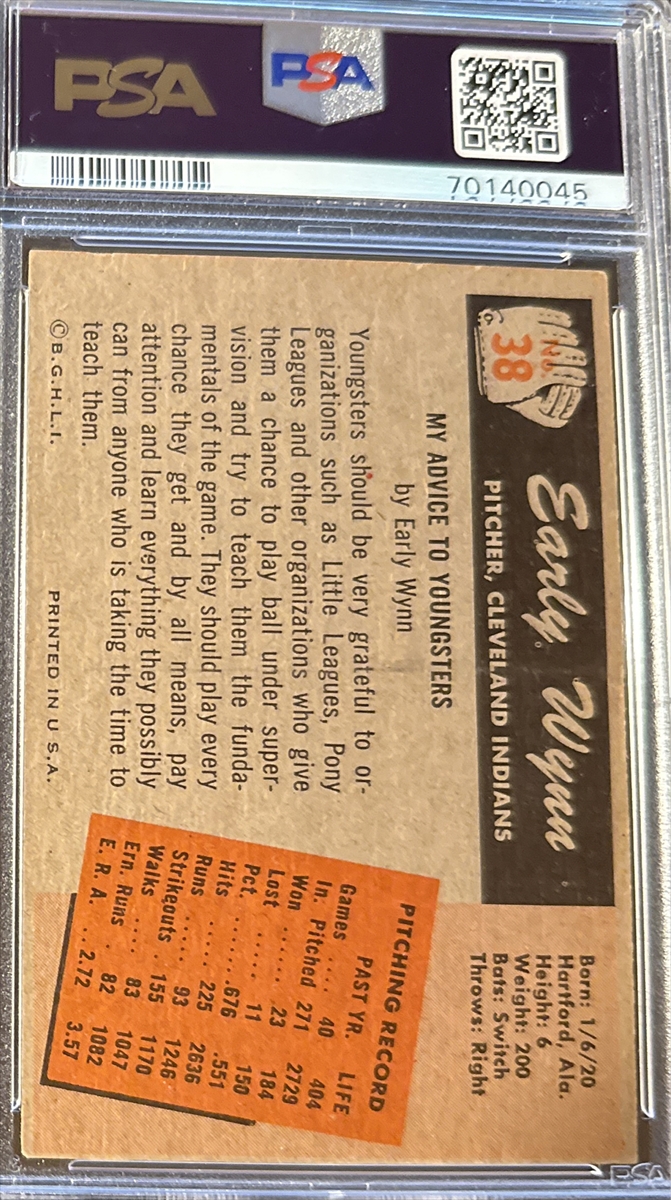 PSA
PSA
70140045
No.
38
Early Wynn
PITCHER, CLEVELAND INDIANS
Born: 1/6/20
Hartford, Ala.
Height: 6
Weight: 200
Bats: Switch
Throws: Right
MY ADVICE TO YOUNGSTERS
by Early Wynn
Youngsters should be very grateful to or-
ganizations such as Little Leagues, Pony
Leagues and other organizations who give
them a chance to play ball under super-
vision and try to teach them the funda-
mentals of the game. They should play every
chance they get and by all means, pay
attention and learn everything they possibly
can from anyone who is taking the time to
teach them.
PITCHING RECORD
PAST YR. LIFE
Games .... 40 404
In. Pitched 271 2729
Won ....... 23 184
Lost ...... 11 150
Pct. ...... .676 .551
Hits ...... 225 2636
Runs ..... 93 1246
Strikeouts . 155 1170
Walks .... 83 1047
Ern. Runs . 82 1082
E. R. A. .. 2.72 3.57
©B.G.H.L.I.
PRINTED IN U S.A.
PSA